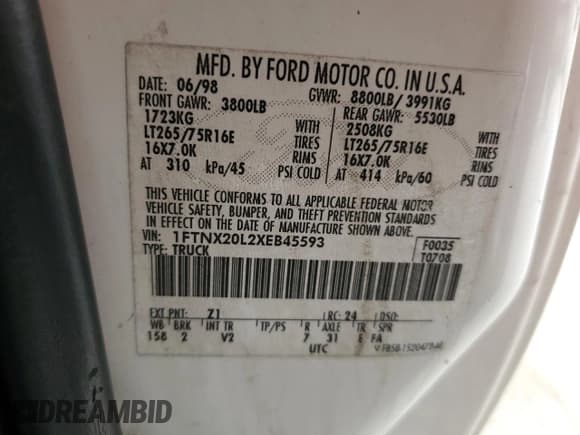 MFD. BY FORD MOTOR CO. IN U.S.A.
DATE: 06/98 GVWR: 8800LB/ 3991KG
FRONT GAWR: 3800LB REAR GAWR: 5530LB
1723KG WITH 2508KG WITH
LT265/75R16E TIRES LT265/75R16E TIRES
16X7.0K RIMS 16X7.0K RIMS
AT 310 kPa/45 PSI COLD AT 414 kPa/60 PSI COLD
THIS VEHICLE CONFORMS TO ALL APPLICABLE FEDERAL MOTOR
VEHICLE SAFETY, BUMPER, AND THEFT PREVENTION STANDARDS
IN EFFECT ON THE DATE OF MANUFACTURE SHOWN ABOVE.
VIN: 1FTNX20L2XEB45593 F0035
TYPE: TRUCK T0708
EXT PNT: Z1 RC: 24 DSO:
WB BRK INT TR TP/PS R AXLE TR SPR
158 2 V2 7 31 E FA
UTC
DREAMBID